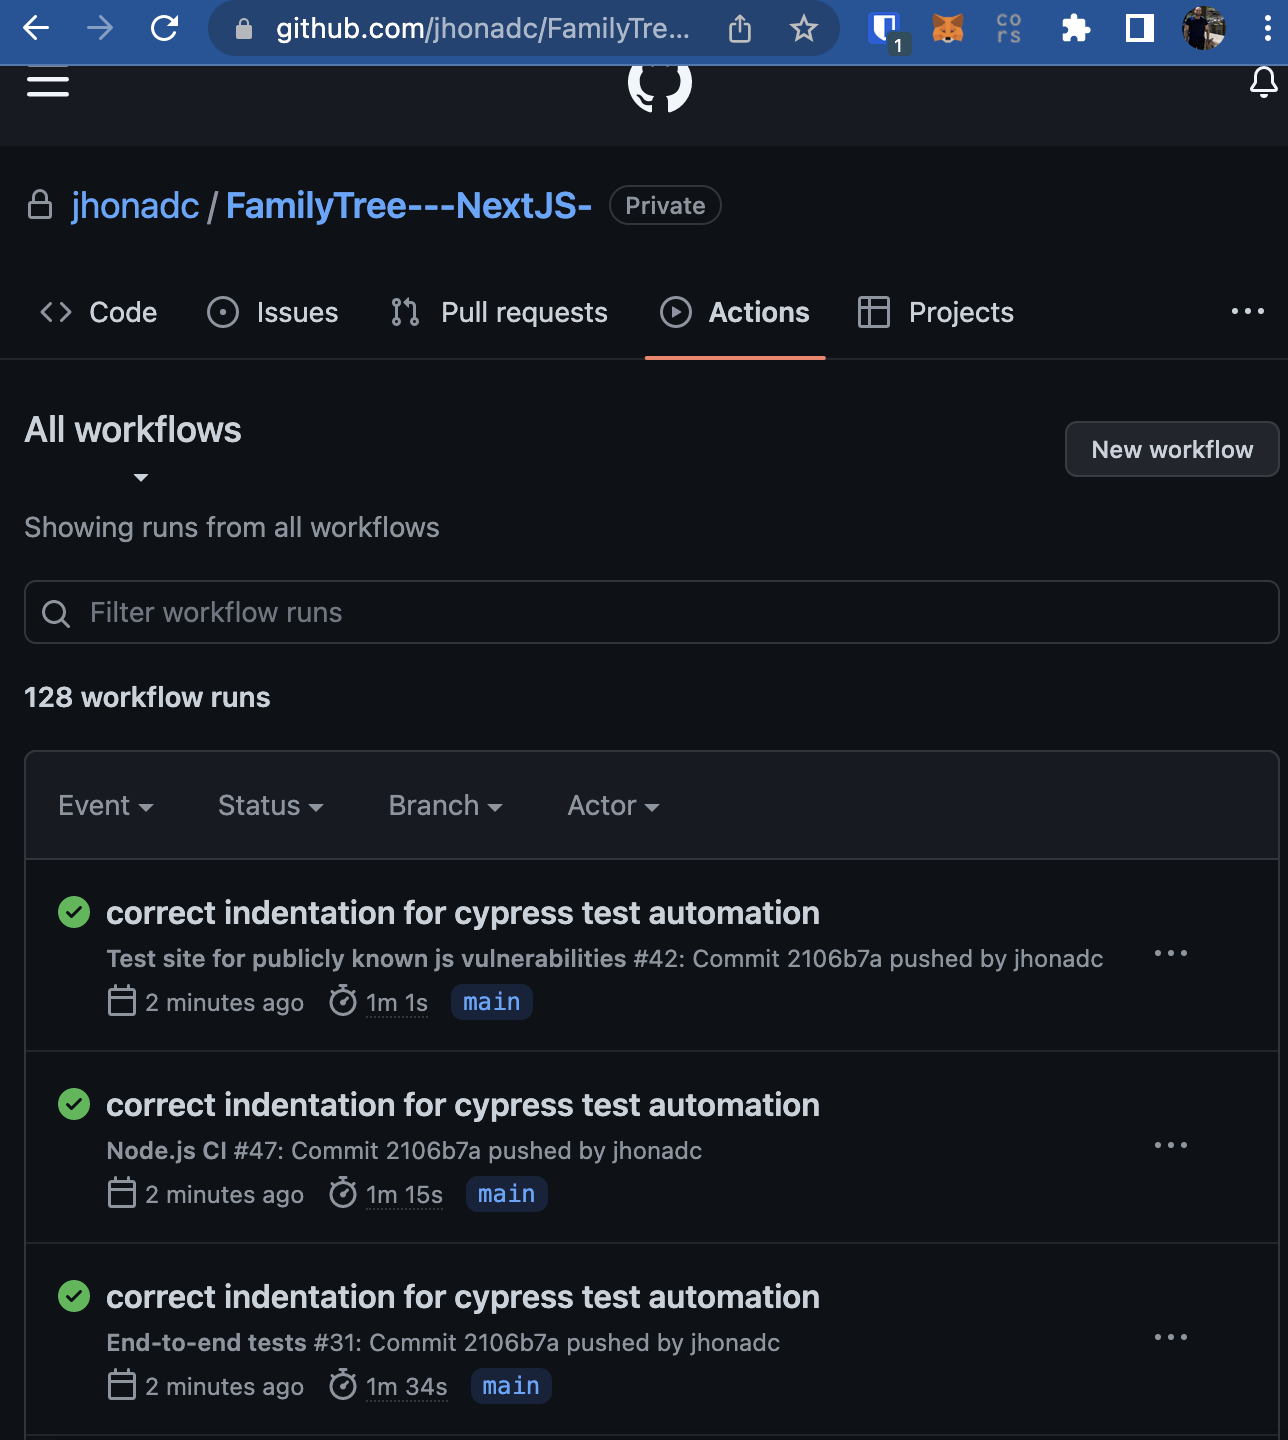 github.com/jhonadc/FamilyTre...
1
co
rs
jhonadc / FamilyTree---NextJS- Private
Code Issues Pull requests Actions Projects
All workflows
New workflow
Showing runs from all workflows
Filter workflow runs
128 workflow runs
Event Status Branch Actor
correct indentation for cypress test automation
Test site for publicly known js vulnerabilities #42: Commit 2106b7a pushed by jhonadc
2 minutes ago 1m 1s main
correct indentation for cypress test automation
Node.js CI #47: Commit 2106b7a pushed by jhonadc
2 minutes ago 1m 15s main
correct indentation for cypress test automation
End-to-end tests #31: Commit 2106b7a pushed by jhonadc
2 minutes ago 1m 34s main